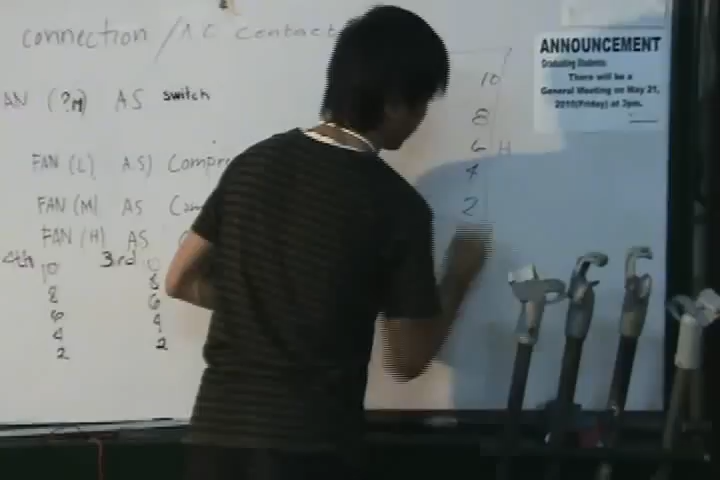 connection / A C Contact
AN (?M) AS switch
FAN (L) AS)
FAN (M) AS
FAN (H) AS
4th
10
8
6
4
2
3rd
8
6
4
2
10
8
6 H
4
2
ANNOUNCEMENT
Graduating Students
There will be a
General Meeting on May 21,
2010(Friday) at 3pm.